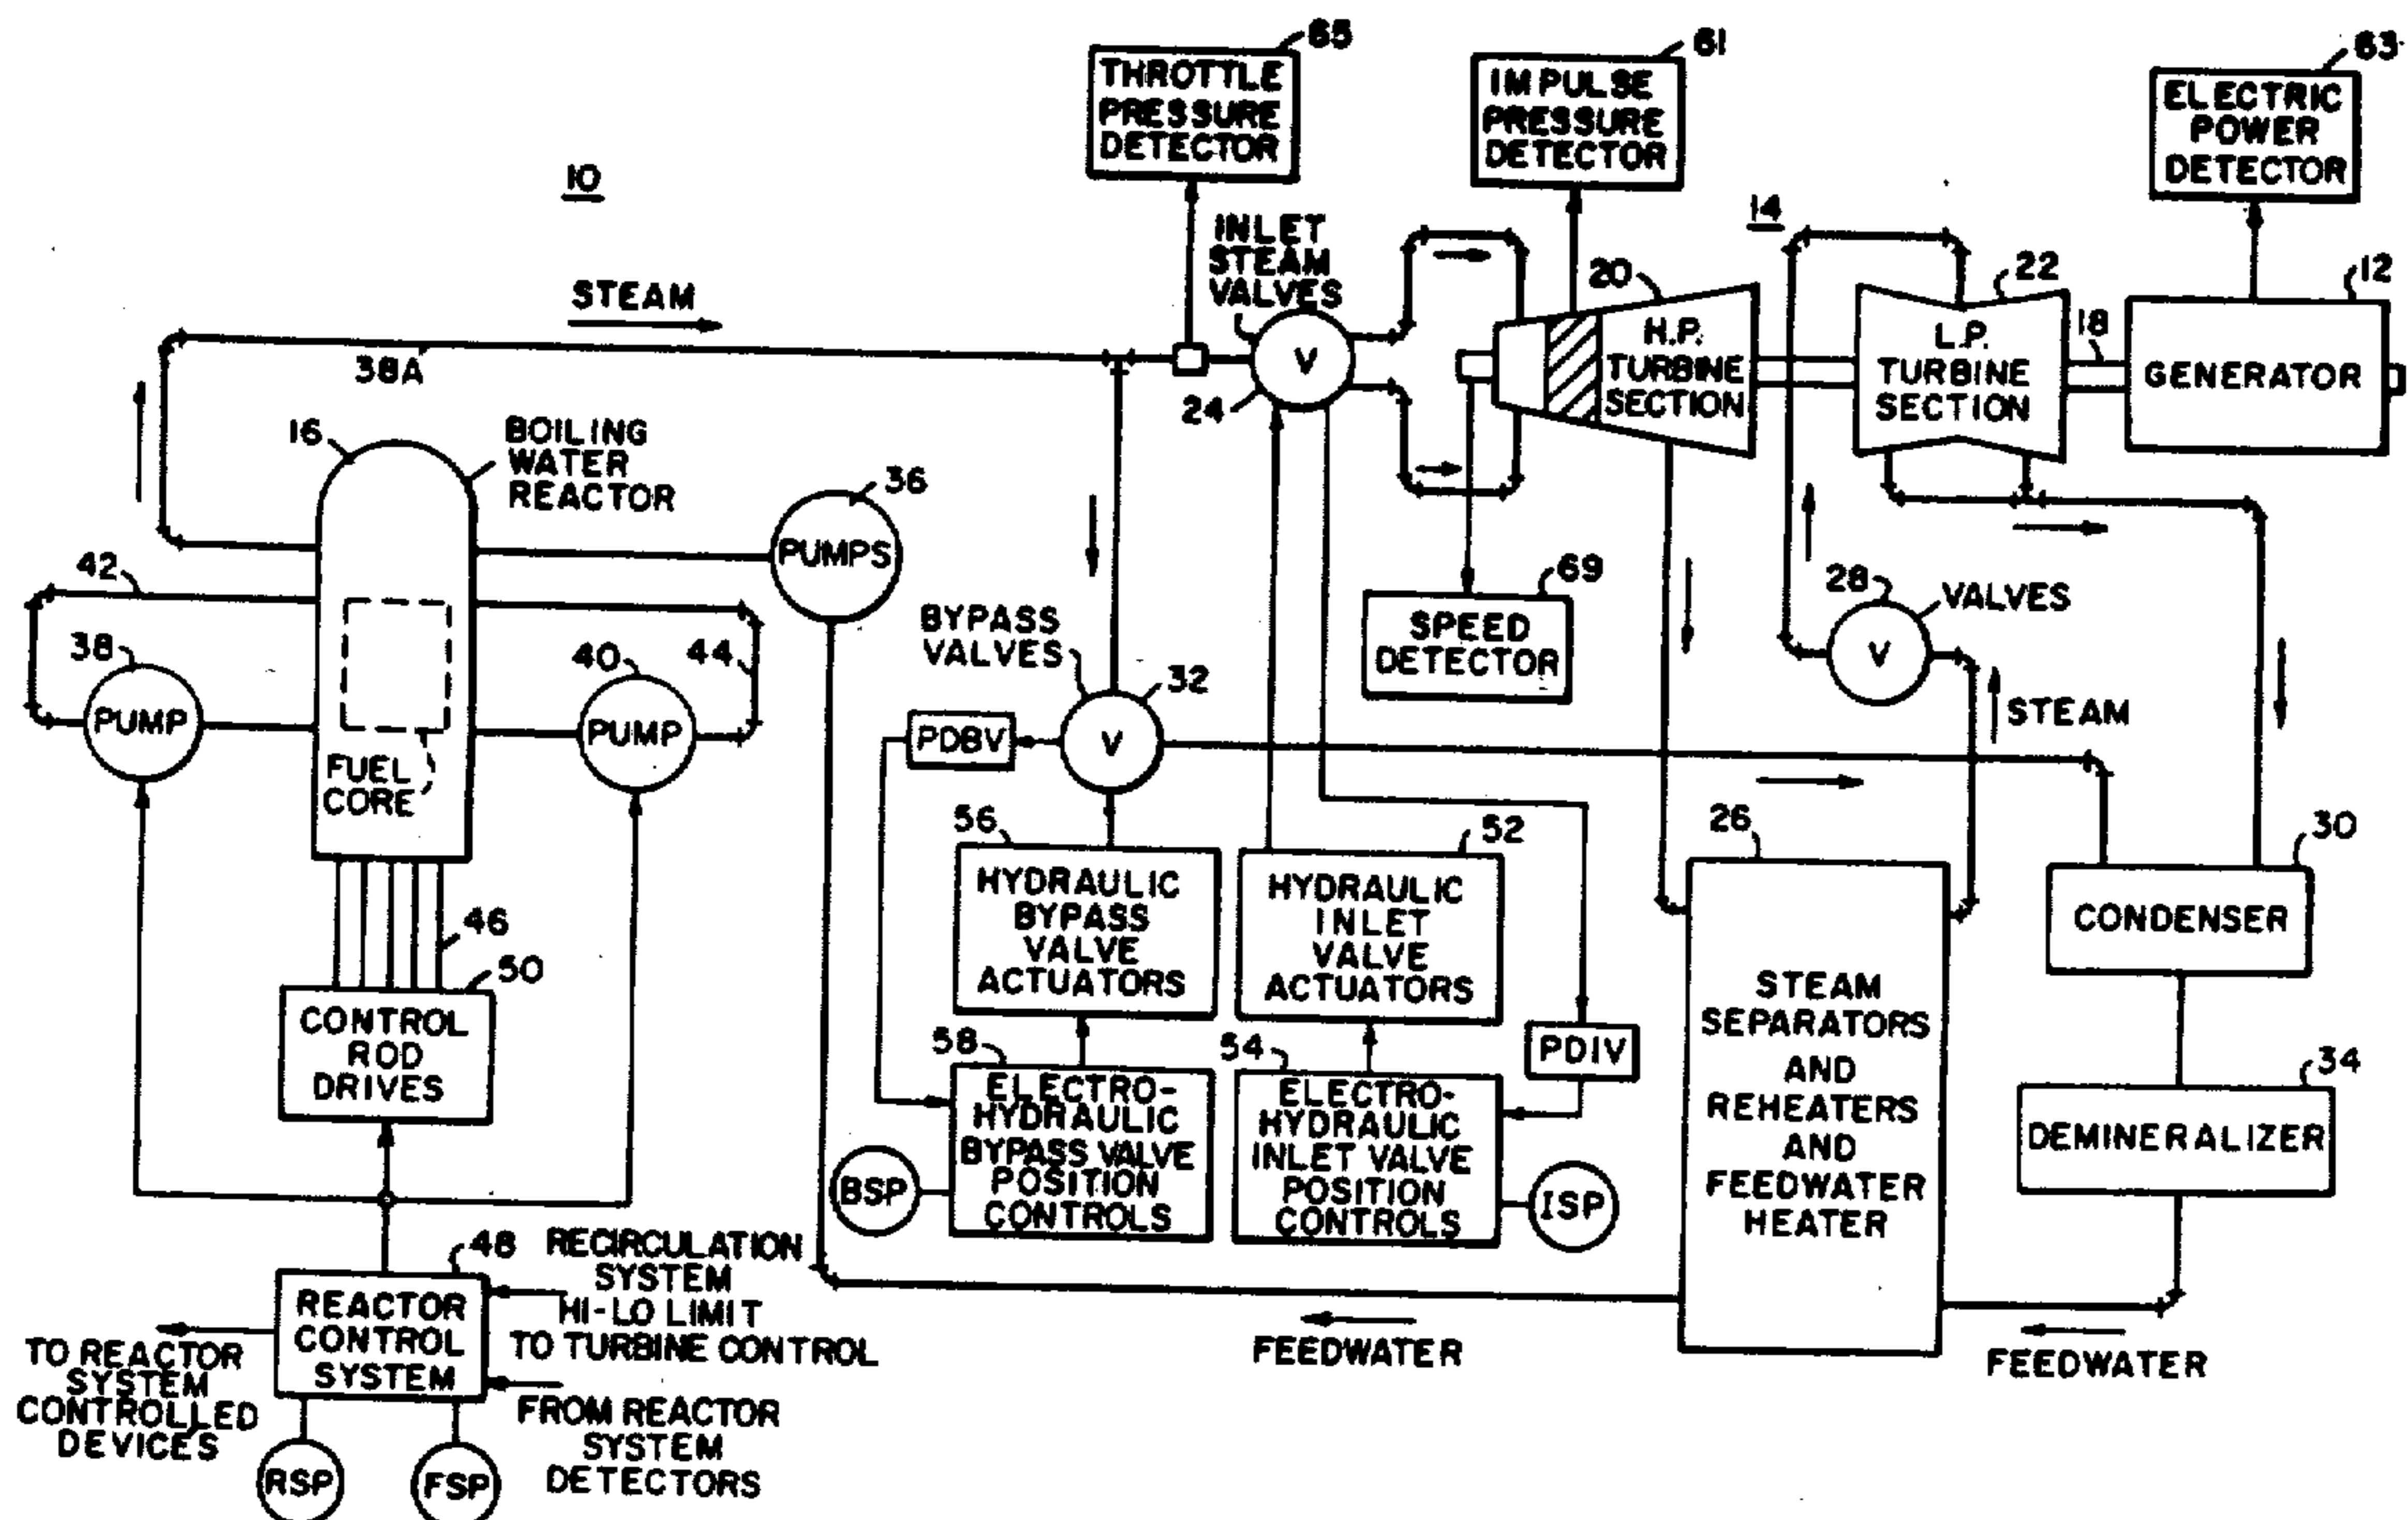 65
THROTTLE
PRESSURE
DETECTOR
61
IMPULSE
PRESSURE
DETECTOR
63
ELECTRIC
POWER
DETECTOR
10
14
INLET
STEAM
VALVES
STEAM
38A
V
24
20
H.P.
TURBINE
SECTION
22
L.P.
TURBINE
SECTION
18
12
GENERATOR
16
BOILING
WATER
REACTOR
36
PUMPS
42
38
PUMP
40
PUMP
44
FUEL
CORE
BYPASS
VALVES
32
V
PDBV
69
SPEED
DETECTOR
28
VALVES
V
STEAM
46
50
CONTROL
ROD
DRIVES
56
HYDRAULIC
BYPASS
VALVE
ACTUATORS
52
HYDRAULIC
INLET
VALVE
ACTUATORS
26
STEAM
SEPARATORS
AND
REHEATERS
AND
FEEDWATER
HEATER
30
CONDENSER
34
DEMINERALIZER
58
ELECTRO-
HYDRAULIC
BYPASS VALVE
POSITION
CONTROLS
BSP
54
ELECTRO-
HYDRAULIC
INLET VALVE
POSITION
CONTROLS
PDIV
ISP
48
REACTOR
CONTROL
SYSTEM
RECIRCULATION
SYSTEM
HI-LO LIMIT
TO TURBINE CONTROL
TO REACTOR
SYSTEM
CONTROLLED
DEVICES
FROM REACTOR
SYSTEM
DETECTORS
RSP
FSP
FEEDWATER
FEEDWATER